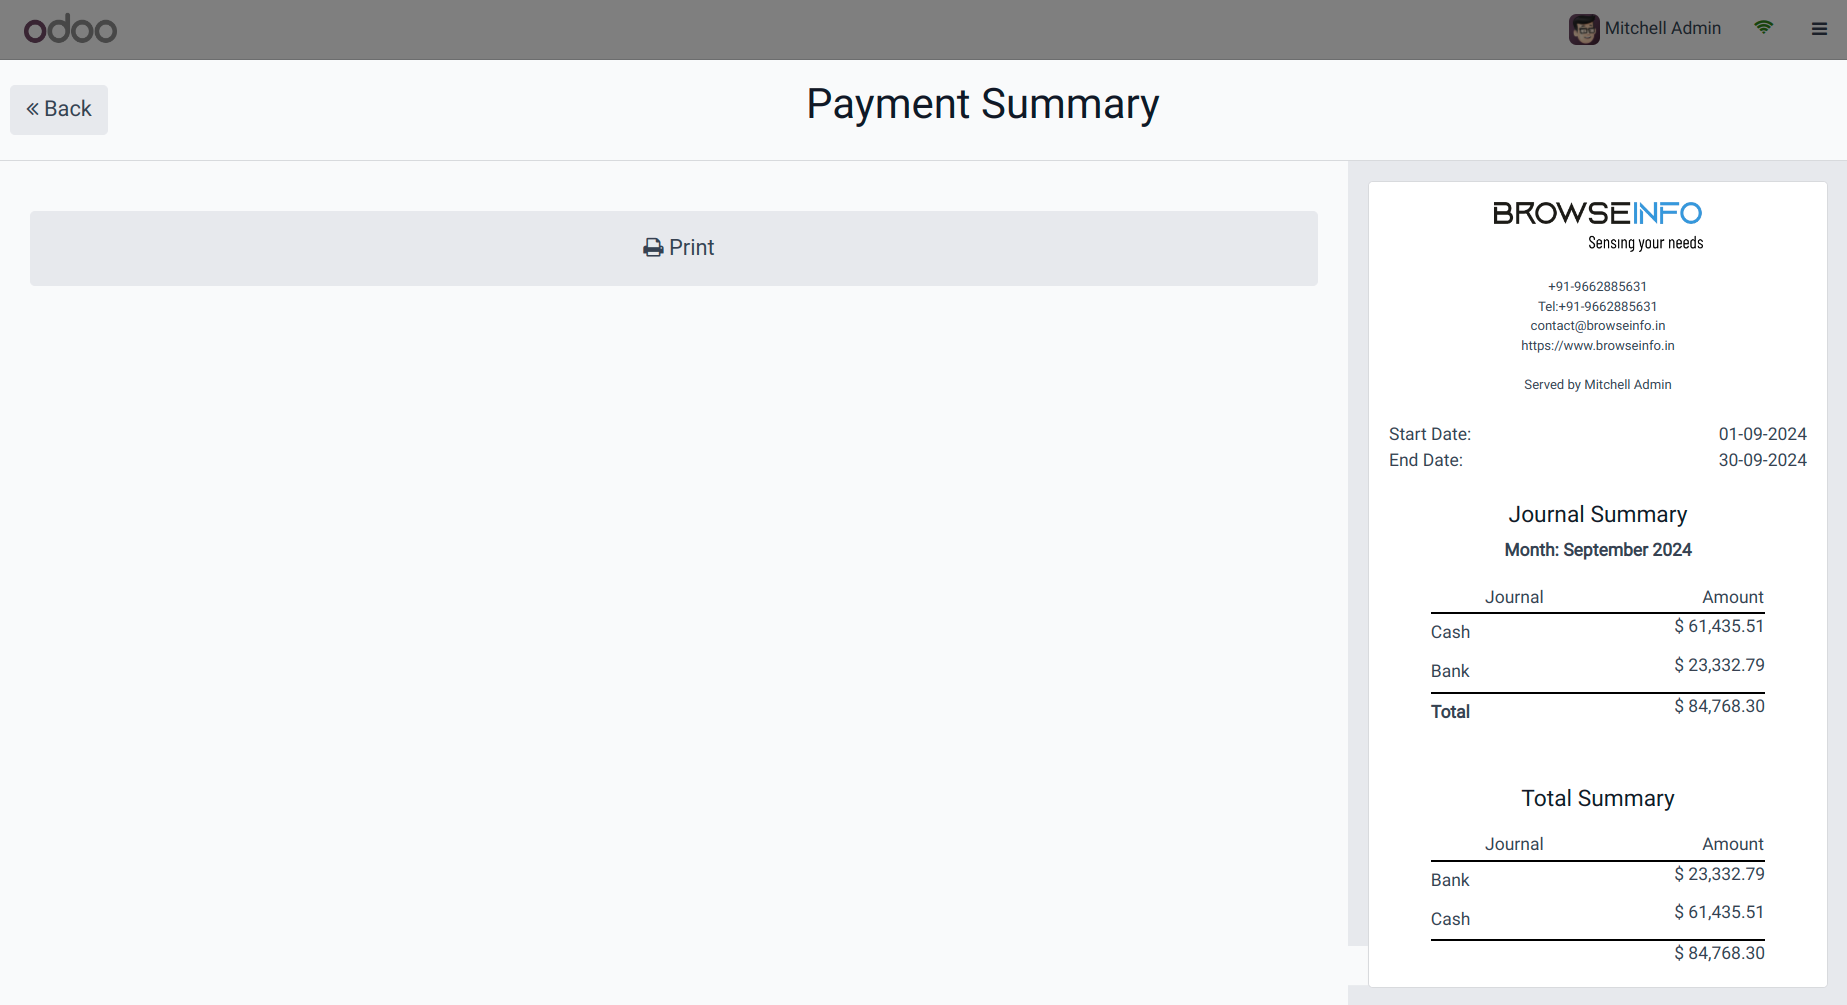 odoo
Mitchell Admin
Back
Payment Summary
Print
BROWSEINFO
Sensing your needs
+91-9662885631
Tel:+91-9662885631
contact@browseinfo.in
https://www.browseinfo.in
Served by Mitchell Admin
Start Date: 01-09-2024
End Date: 30-09-2024
Journal Summary
Month: September 2024
Journal Amount
Cash $ 61,435.51
Bank $ 23,332.79
Total $ 84,768.30
Total Summary
Journal Amount
Bank $ 23,332.79
Cash $ 61,435.51
$ 84,768.30